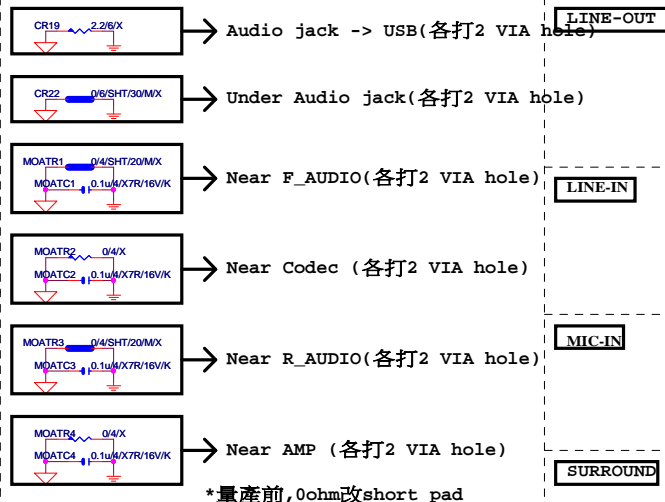 CR19 2.2/6/X
Audio jack -> USB(各打2 VIA hole)
LINE-OUT
CR22 0/6/SHT/30/M/X
Under Audio jack(各打2 VIA hole)
MOATR1 0/4/SHT/20/M/X
MOATC1 0.1u/4/X7R/16V/K
Near F_AUDIO(各打2 VIA hole)
LINE-IN
MOATR2 0/4/X
MOATC2 0.1u/4/X7R/16V/K
Near Codec (各打2 VIA hole)
MOATR3 0/4/SHT/20/M/X
MOATC3 0.1u/4/X7R/16V/K
Near R_AUDIO(各打2 VIA hole)
MIC-IN
MOATR4 0/4/X
MOATC4 0.1u/4/X7R/16V/K
Near AMP (各打2 VIA hole)
SURROUND
*量產前,0ohm改short pad